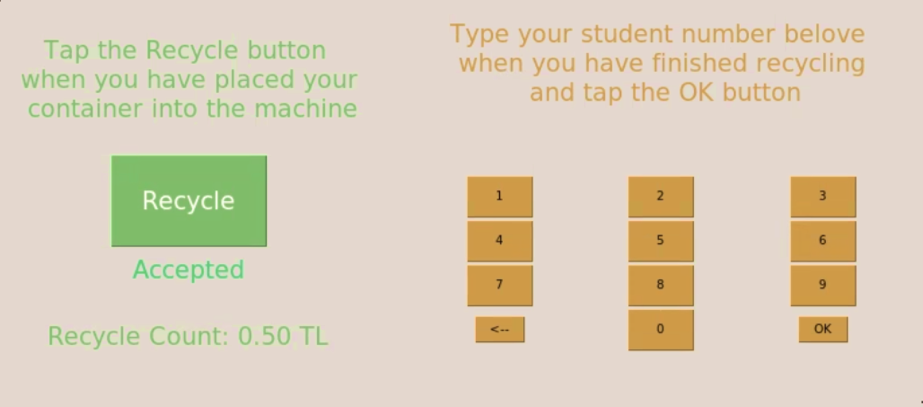 Tap the Recycle button
when you have placed your
container into the machine
Recycle
Accepted
Recycle Count: 0.50 TL
Type your student number belove
when you have finished recycling
and tap the OK button
1 2 3
4 5 6
7 8 9
<-- 0 OK